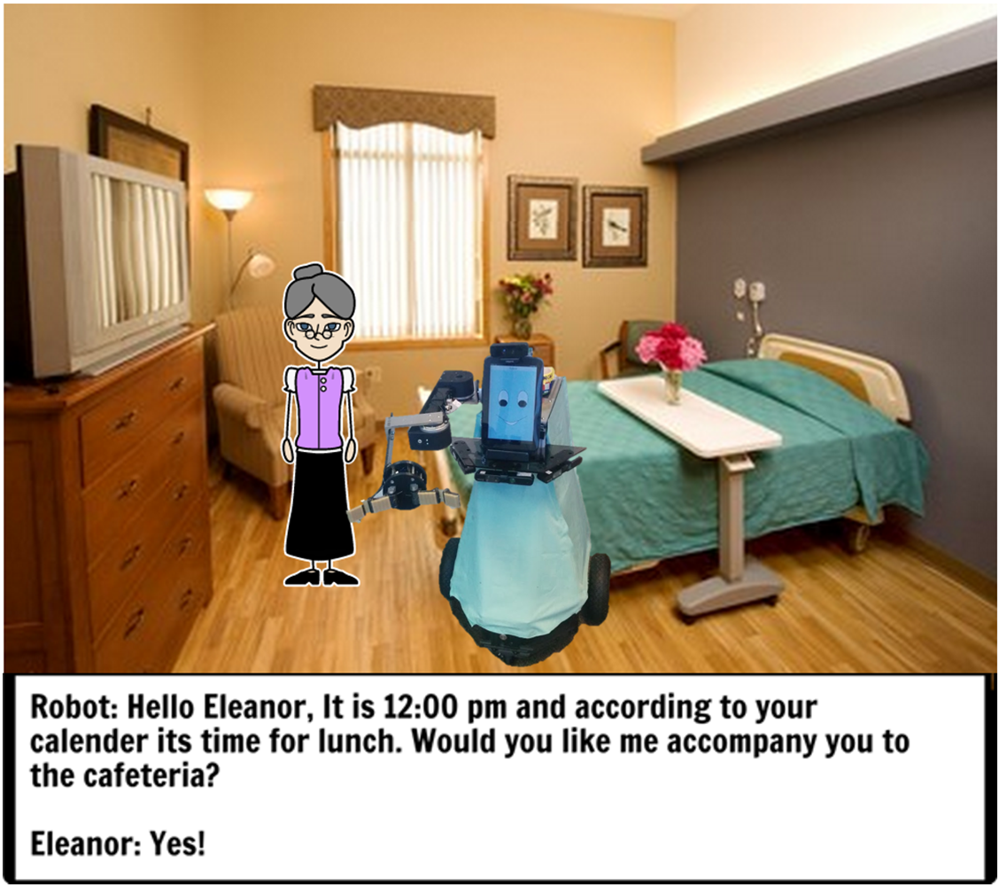 Robot: Hello Eleanor, It is 12:00 pm and according to your
calender its time for lunch. Would you like me accompany you to
the cafeteria?
Eleanor: Yes!